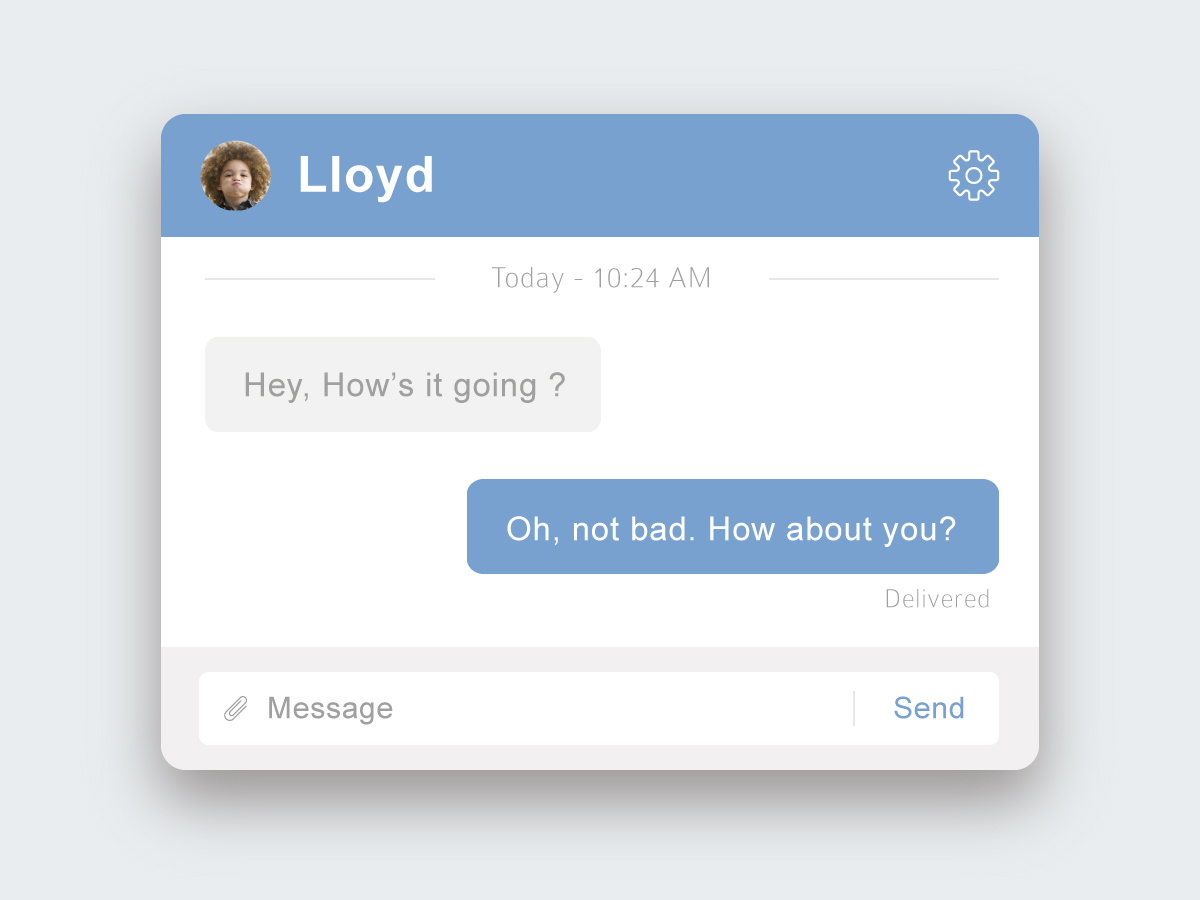 Lloyd
Today - 10:24 AM
Hey, How’s it going ?
Oh, not bad. How about you?
Delivered
Message
Send